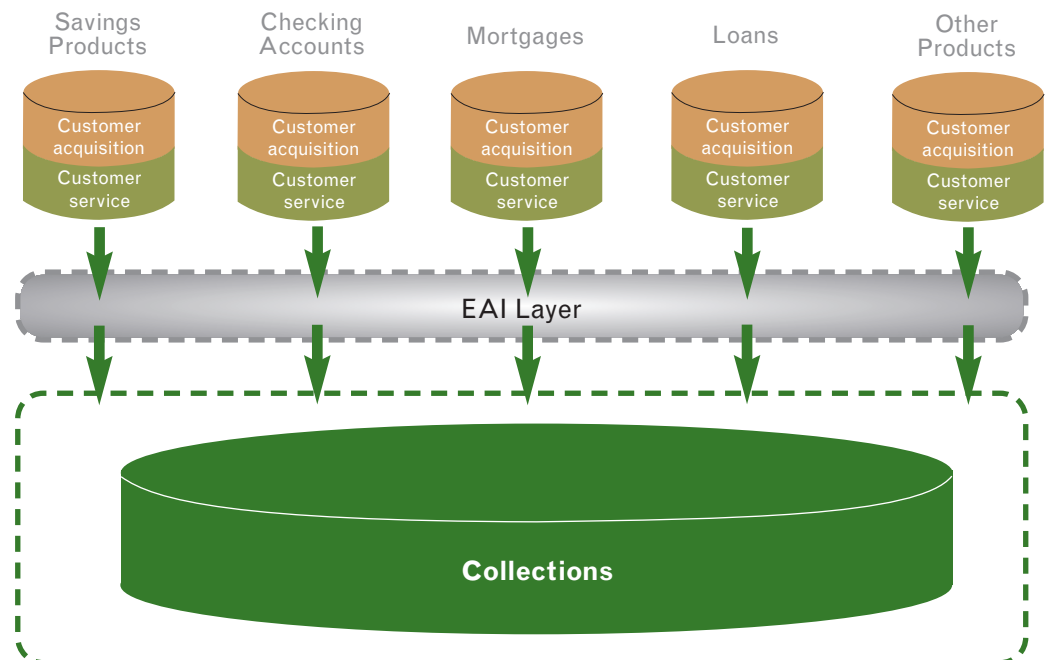 Savings
Products
Checking
Accounts
Mortgages
Loans
Other
Products
Customer
acquisition
Customer
service
Customer
acquisition
Customer
service
Customer
acquisition
Customer
service
Customer
acquisition
Customer
service
Customer
acquisition
Customer
service
EAI Layer
Collections